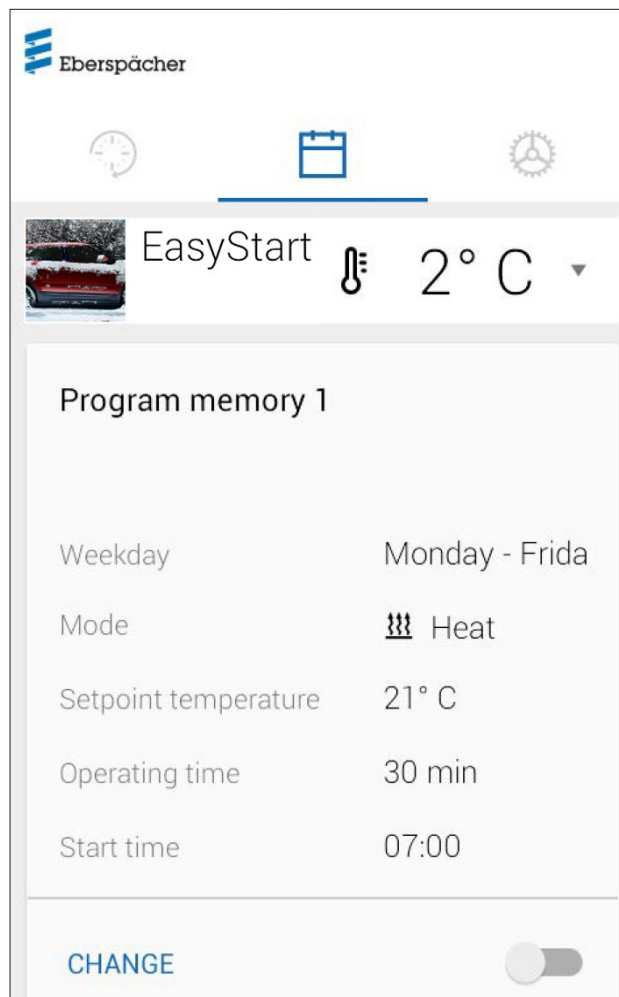 Eberspächer
EasyStart 2° C
Program memory 1
Weekday Monday - Frida
Mode Heat
Setpoint temperature 21° C
Operating time 30 min
Start time 07:00
CHANGE